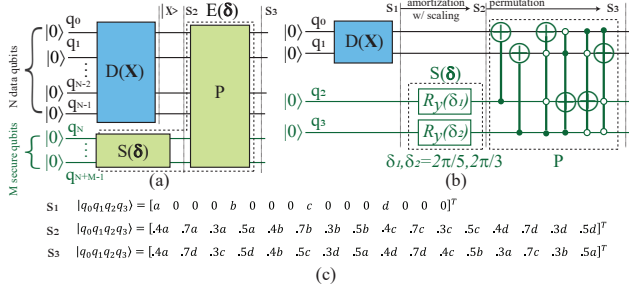 |X> S2 E(δ) S3
|0⟩ q0
|0⟩ q1
|0⟩ qN-2
|0⟩ qN-1
N data qubits
D(X)
P
M secure qubits
|0⟩ qN
|0⟩ qN+M-1
S(δ)
(a)
S1 amortization w/ scaling S2 permutation S3
|0⟩ q0
|0⟩ q1
D(X)
S(δ)
|0⟩ q2
Ry(δ1)
|0⟩ q3
Ry(δ2)
δ1,δ2=2π/5,2π/3
P
(b)
S1 |q0q1q2q3⟩ = [a 0 0 0 b 0 0 0 c 0 0 0 d 0 0 0]T
S2 |q0q1q2q3⟩ = [.4a .7a .3a .5a .4b .7b .3b .5b .4c .7c .3c .5c .4d .7d .3d .5d]T
S3 |q0q1q2q3⟩ = [.4a .7d .3c .5d .4b .5c .3d .5b .4c .7b .3b .7c .4d .5b .3a .7c .3b .5a]T
(c)